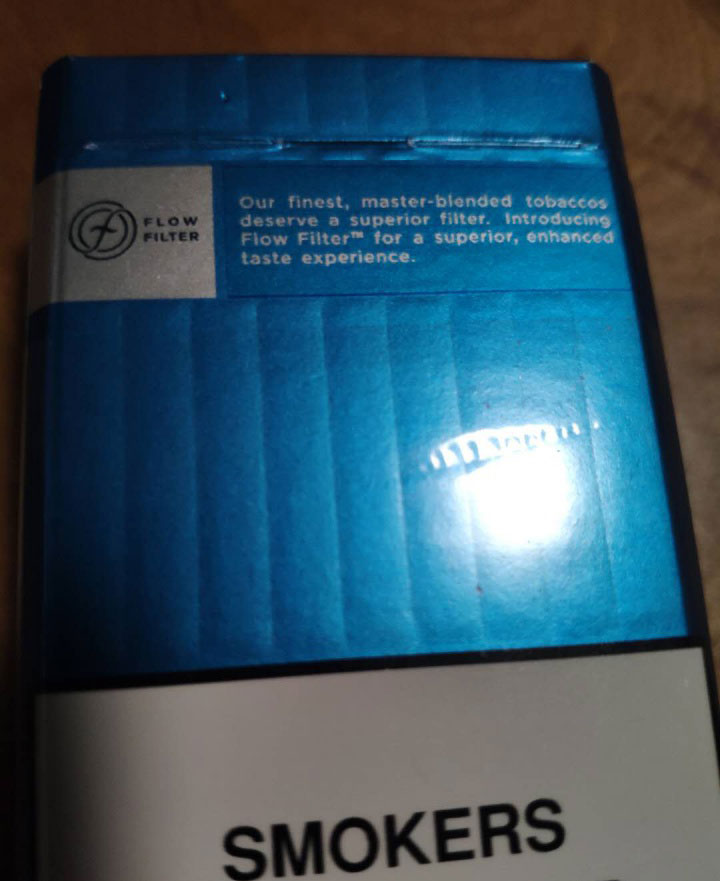 FLOW
FILTER
Our finest, master-blended tobaccos
deserve a superior filter. Introducing
Flow Filter™ for a superior, enhanced
taste experience.
SMOKERS